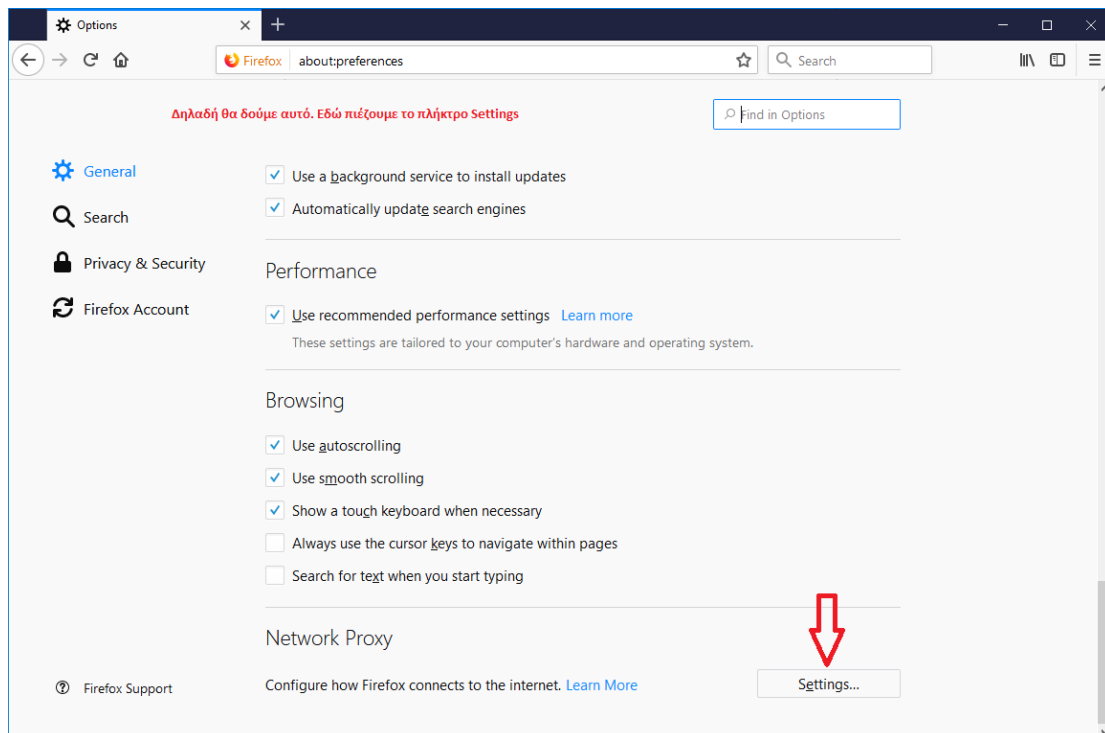 Options
Firefox
about:preferences
Search
Δηλαδή θα δούμε αυτό. Εδώ πιέζουμε το πλήκτρο Settings
Find in Options
General
Search
Privacy & Security
Firefox Account
Use a background service to install updates
Automatically update search engines
Performance
Use recommended performance settings Learn more
These settings are tailored to your computer's hardware and operating system.
Browsing
Use autoscrolling
Use smooth scrolling
Show a touch keyboard when necessary
Always use the cursor keys to navigate within pages
Search for text when you start typing
Network Proxy
Configure how Firefox connects to the internet. Learn More
Settings...
Firefox Support